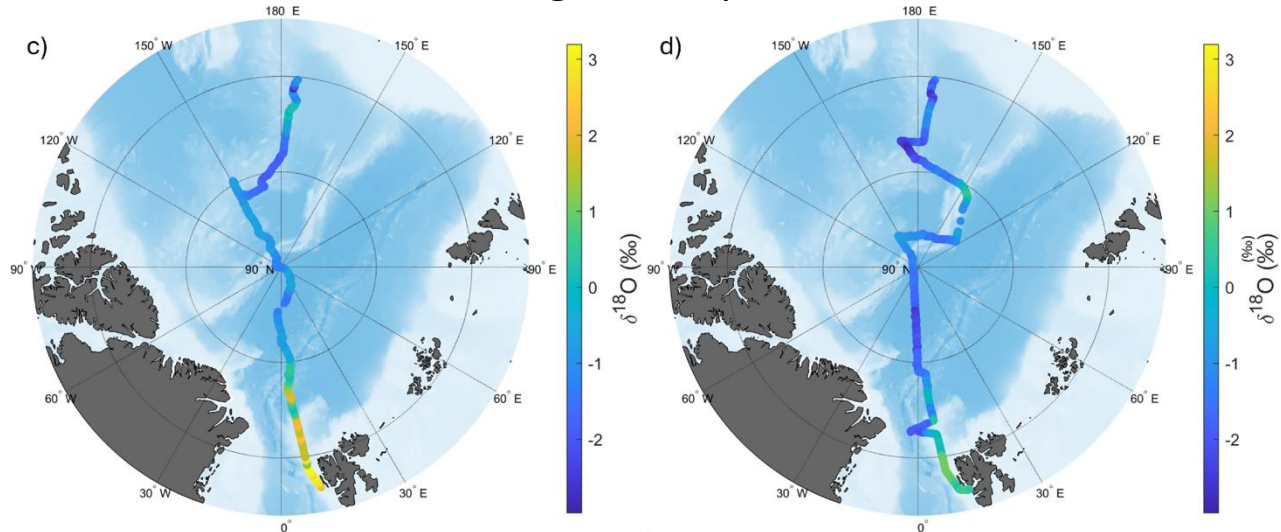 c)
180° E
150° W
150° E
120° W
120° E
90° W
90° N
90° E
60° W
60° E
30° W
30° E
0°
3
2
1
0
-1
-2
δ¹⁸O (‰)
d)
180° E
150° W
150° E
120° W
120° E
90° W
90° N
90° E
60° W
60° E
30° W
30° E
0°
3
2
1
0
-1
-2
δ¹⁸O (‰)
(‰)